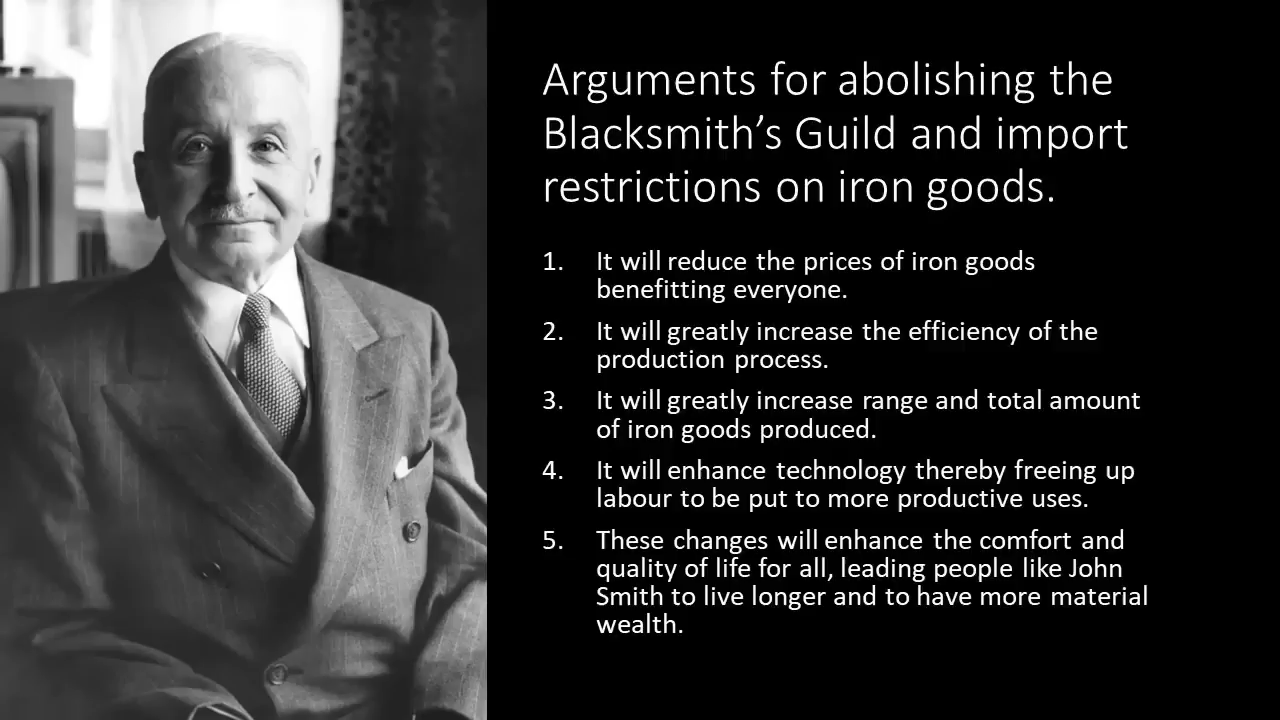 Arguments for abolishing the
Blacksmith’s Guild and import
restrictions on iron goods.
1. It will reduce the prices of iron goods
benefitting everyone.
2. It will greatly increase the efficiency of the
production process.
3. It will greatly increase range and total amount
of iron goods produced.
4. It will enhance technology thereby freeing up
labour to be put to more productive uses.
5. These changes will enhance the comfort and
quality of life for all, leading people like John
Smith to live longer and to have more material
wealth.